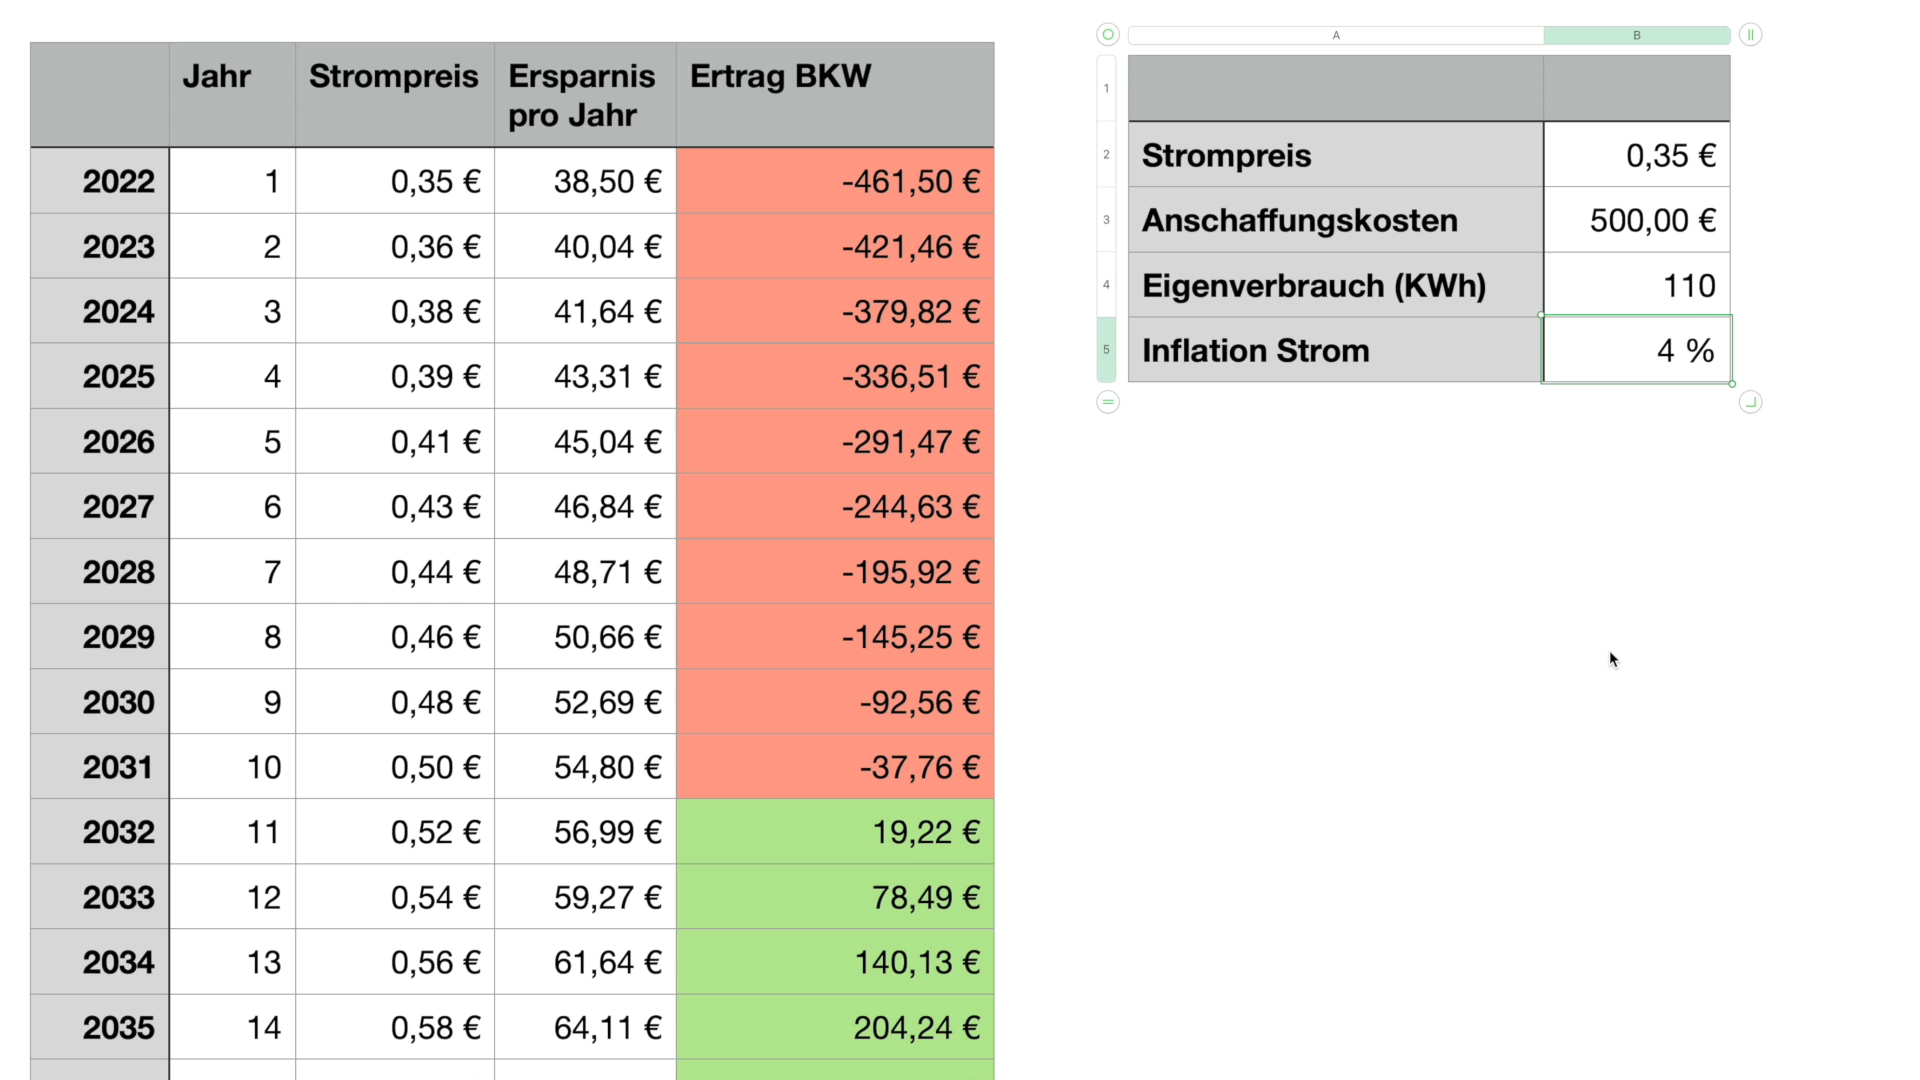 Jahr Strompreis Ersparnis pro Jahr Ertrag BKW
2022 1 0,35 € 38,50 € -461,50 €
2023 2 0,36 € 40,04 € -421,46 €
2024 3 0,38 € 41,64 € -379,82 €
2025 4 0,39 € 43,31 € -336,51 €
2026 5 0,41 € 45,04 € -291,47 €
2027 6 0,43 € 46,84 € -244,63 €
2028 7 0,44 € 48,71 € -195,92 €
2029 8 0,46 € 50,66 € -145,25 €
2030 9 0,48 € 52,69 € -92,56 €
2031 10 0,50 € 54,80 € -37,76 €
2032 11 0,52 € 56,99 € 19,22 €
2033 12 0,54 € 59,27 € 78,49 €
2034 13 0,56 € 61,64 € 140,13 €
2035 14 0,58 € 64,11 € 204,24 €
A B
1
2 Strompreis 0,35 €
3 Anschaffungskosten 500,00 €
4 Eigenverbrauch (KWh) 110
5 Inflation Strom 4 %